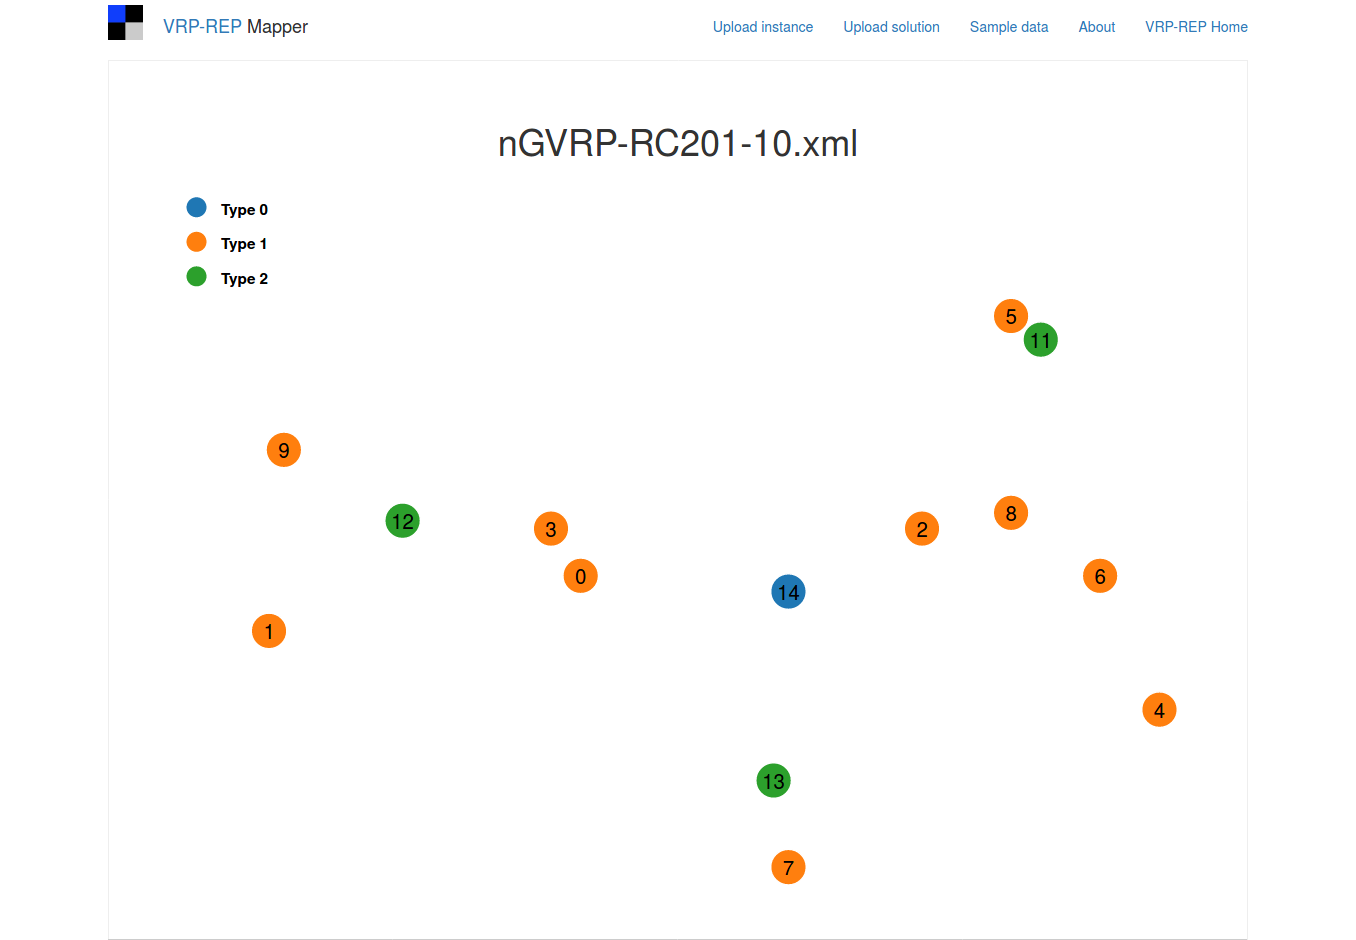 VRP-REP Mapper Upload instance Upload solution Sample data About VRP-REP Home
nGVRP-RC201-10.xml
Type 0
Type 1
Type 2
5
11
9
12
3
2
8
0
14
6
1
4
13
7